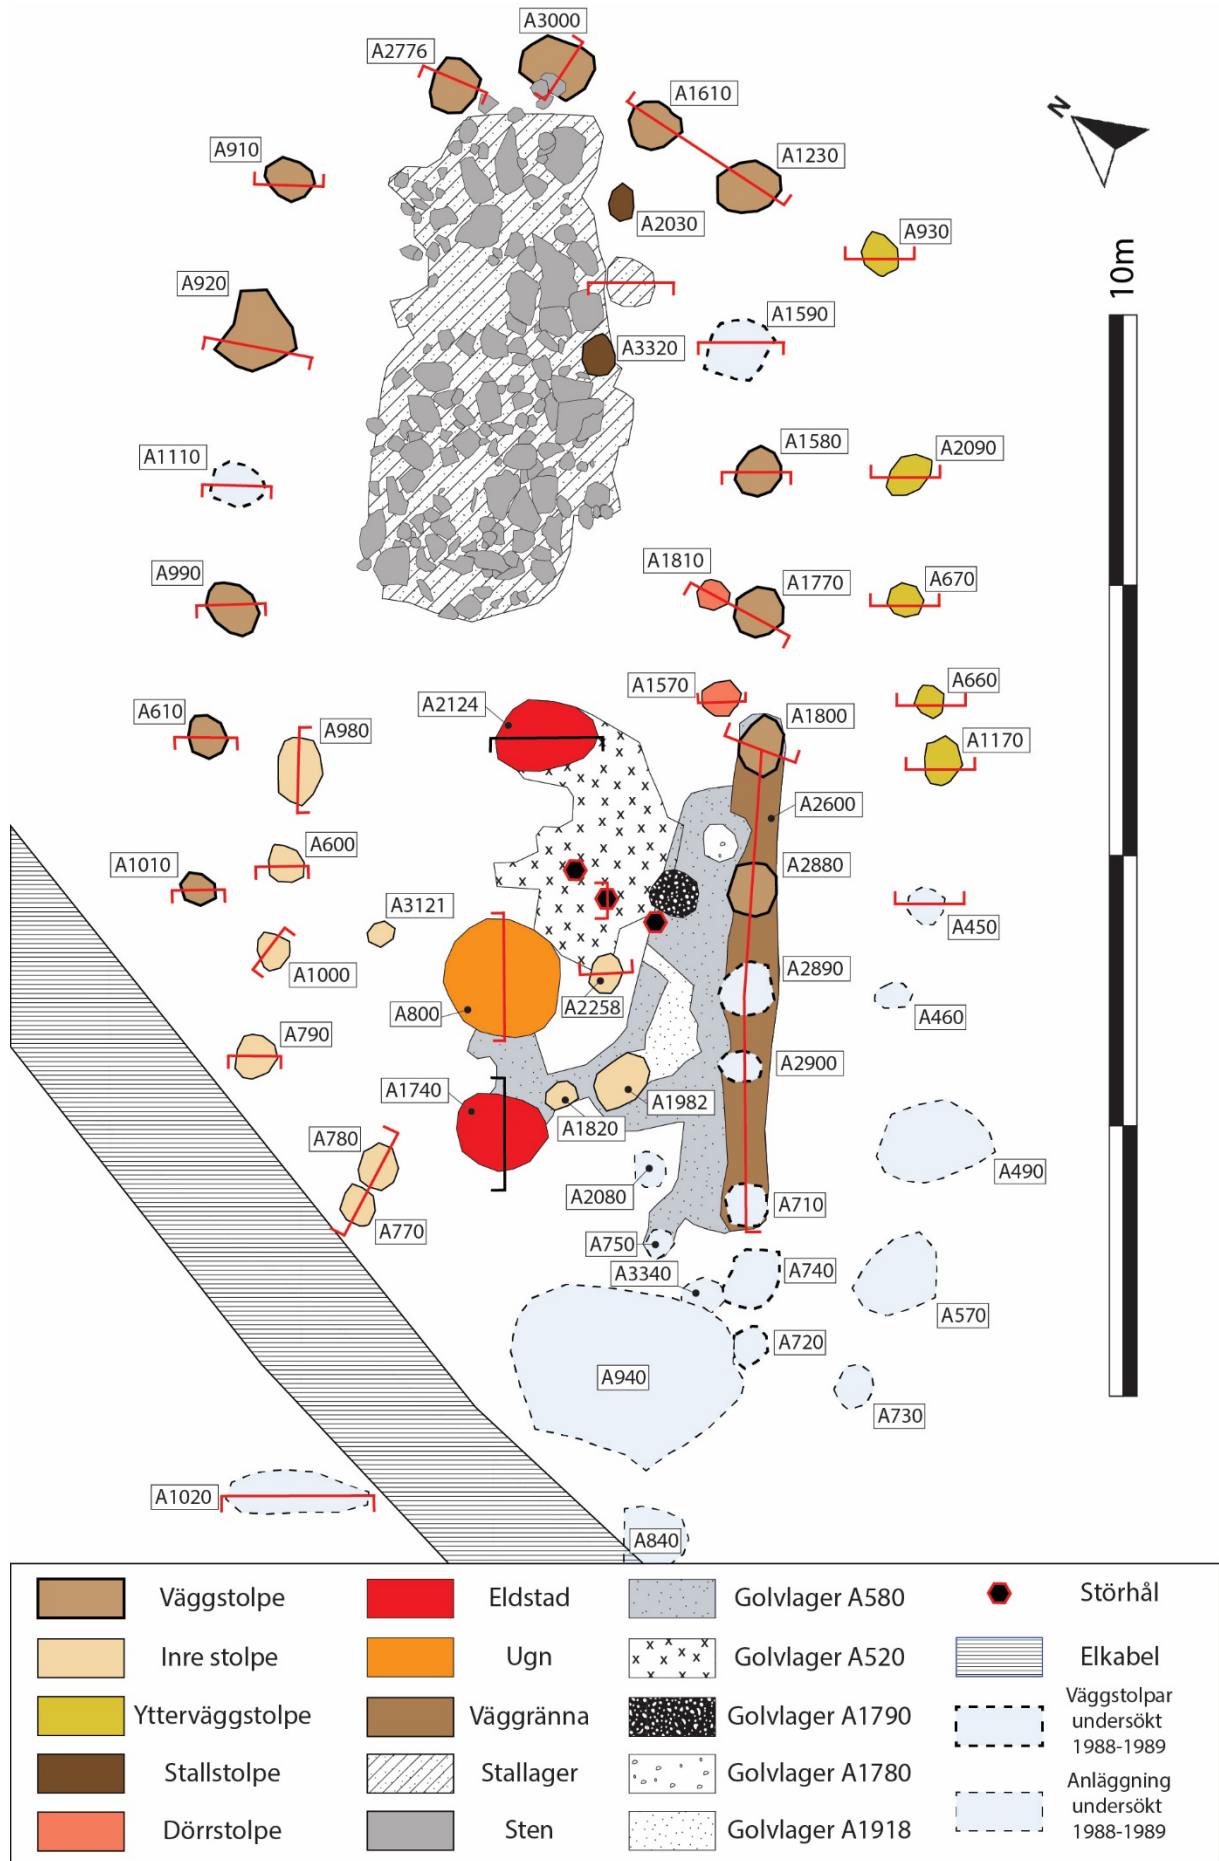 A3000
A2776
A1610
A910
A1230
A2030
A930
N
A920
A1590
10m
A3320
A1110
A1580
A2090
A990
A1810
A1770
A670
A2124
A1570
A660
A610
A980
A1800
A1170
A2600
A600
A1010
A2880
A3121
A450
A1000
A2890
A800
A2258
A460
A790
A2900
A1740
A1982
A1820
A780
A490
A2080
A770
A710
A750
A3340
A740
A570
A720
A940
A730
A1020
A840
Väggstolpe
Eldstad
Golvlager A580
Störhål
Inre stolpe
Ugn
Golvlager A520
Elkabel
Ytterväggstolpe
Väggränna
Golvlager A1790
Väggstolpar
undersökt
1988-1989
Stallstolpe
Stallager
Golvlager A1780
Anläggning
undersökt
1988-1989
Dörrstolpe
Sten
Golvlager A1918